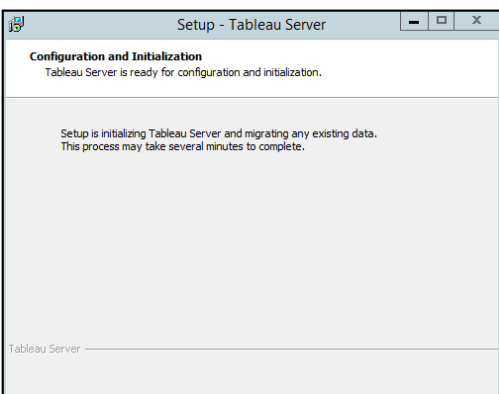 Setup - Tableau Server
Configuration and Initialization
Tableau Server is ready for configuration and initialization.
Setup is initializing Tableau Server and migrating any existing data.
This process may take several minutes to complete.
Tableau Server